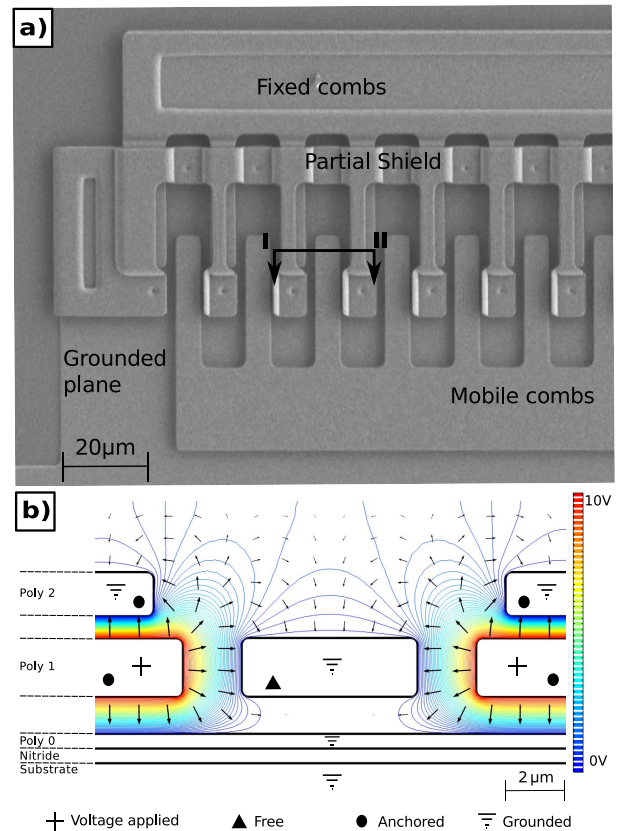 a)
Fixed combs
Partial Shield
I
II
Grounded
plane
Mobile combs
20μm
b)
10V
Poly 2
Poly 1
Poly 0
Nitride
Substrate
0V
2 μm
Voltage applied
Free
Anchored
Grounded